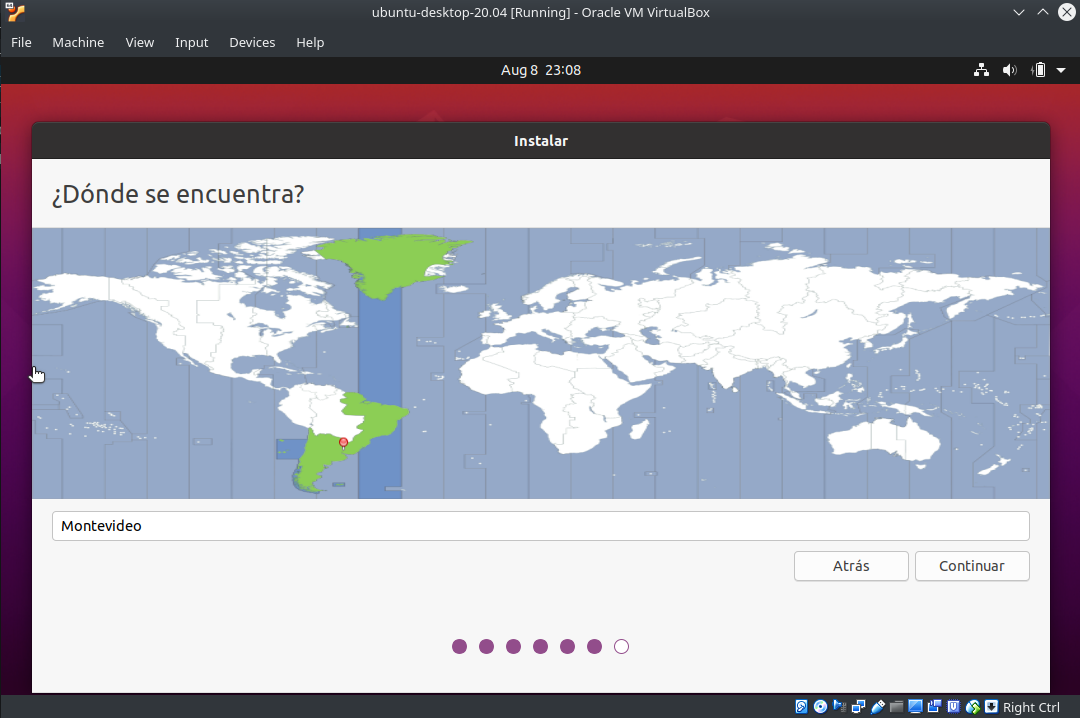 ubuntu-desktop-20.04 [Running] - Oracle VM VirtualBox
File Machine View Input Devices Help
Aug 8 23:08
Instalar
¿Dónde se encuentra?
Montevideo
Atrás Continuar
Right Ctrl